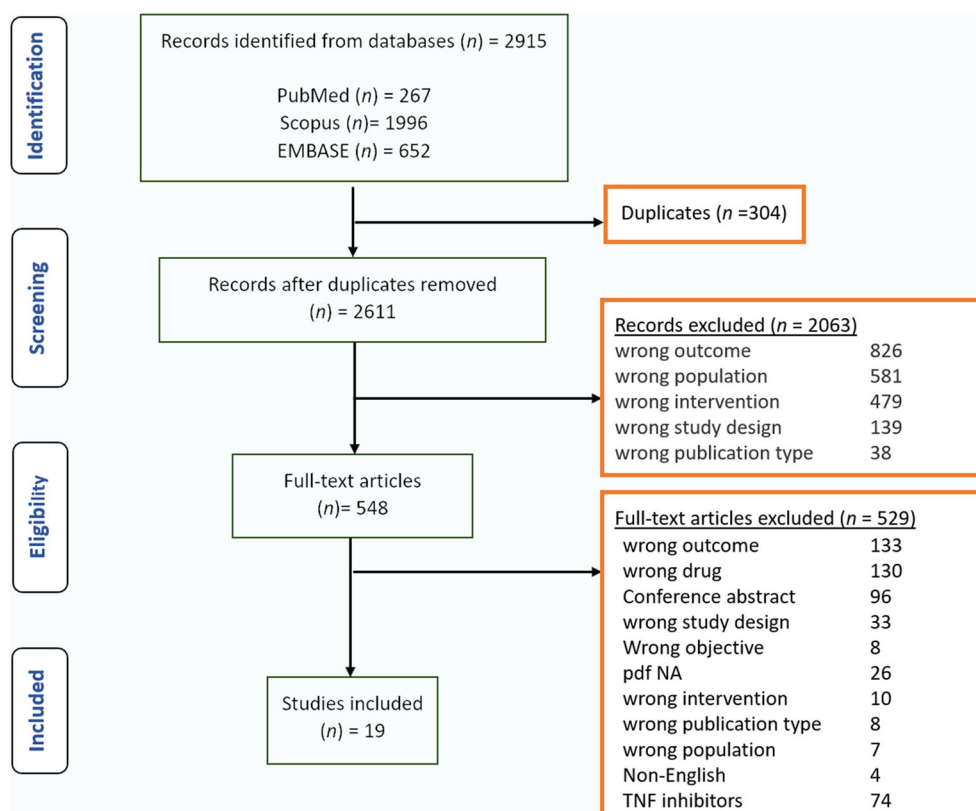 Identification
Records identified from databases (n) = 2915
PubMed (n) = 267
Scopus (n)= 1996
EMBASE (n) = 652
Duplicates (n =304)
Screening
Records after duplicates removed
(n) = 2611
Records excluded (n = 2063)
wrong outcome 826
wrong population 581
wrong intervention 479
wrong study design 139
wrong publication type 38
Eligibility
Full-text articles
(n)= 548
Full-text articles excluded (n = 529)
wrong outcome 133
wrong drug 130
Conference abstract 96
wrong study design 33
Wrong objective 8
pdf NA 26
wrong intervention 10
wrong publication type 8
wrong population 7
Non-English 4
TNF inhibitors 74
Included
Studies included
(n) = 19